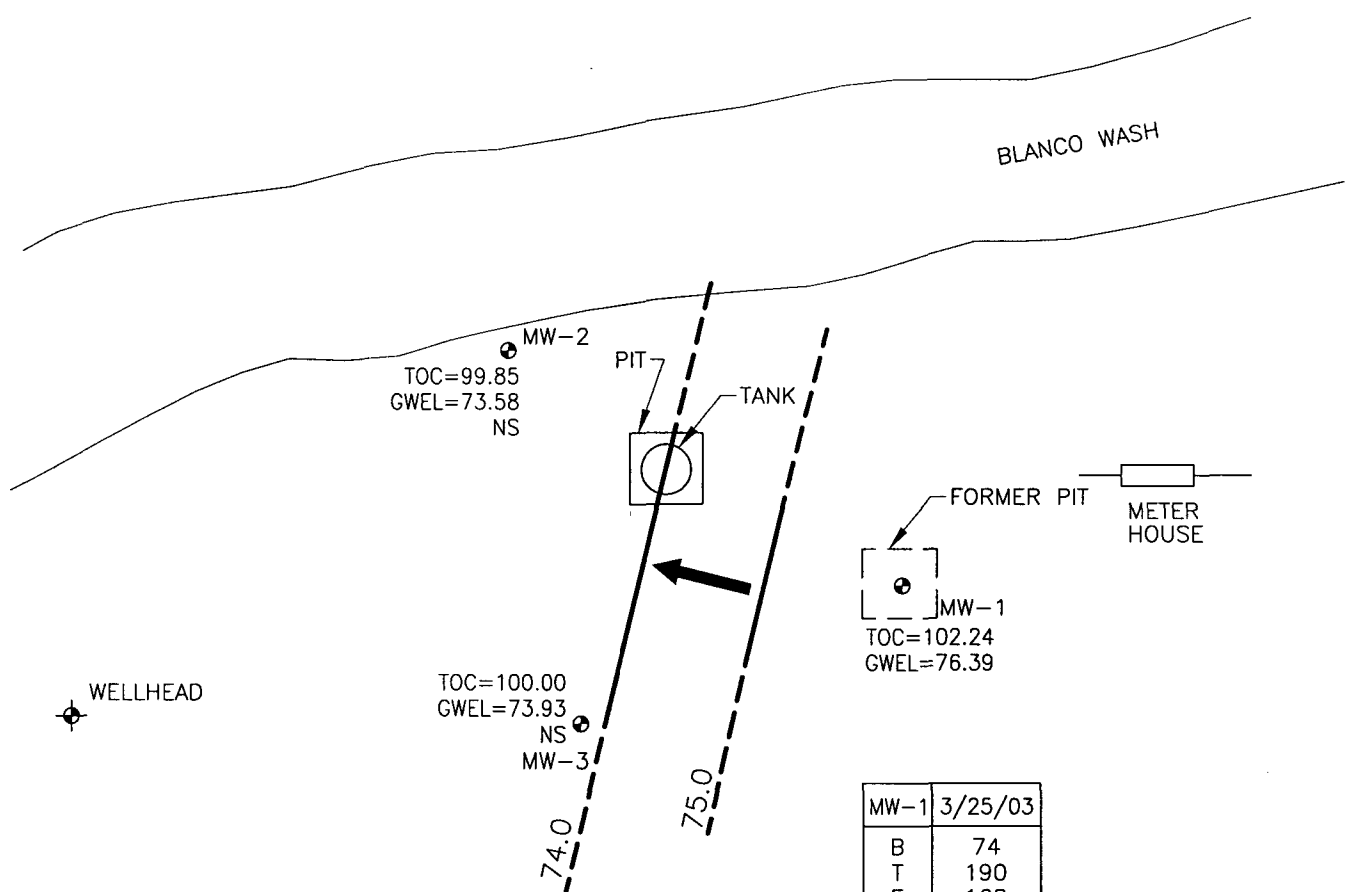 BLANCO WASH
MW-2
TOC=99.85
GWEL=73.58
NS
PIT
TANK
FORMER PIT
METER
HOUSE
MW-1
TOC=102.24
GWEL=76.39
WELLHEAD
TOC=100.00
GWEL=73.93
NS
MW-3
74.0
75.0
MW-1 3/25/03
B 74
T 190